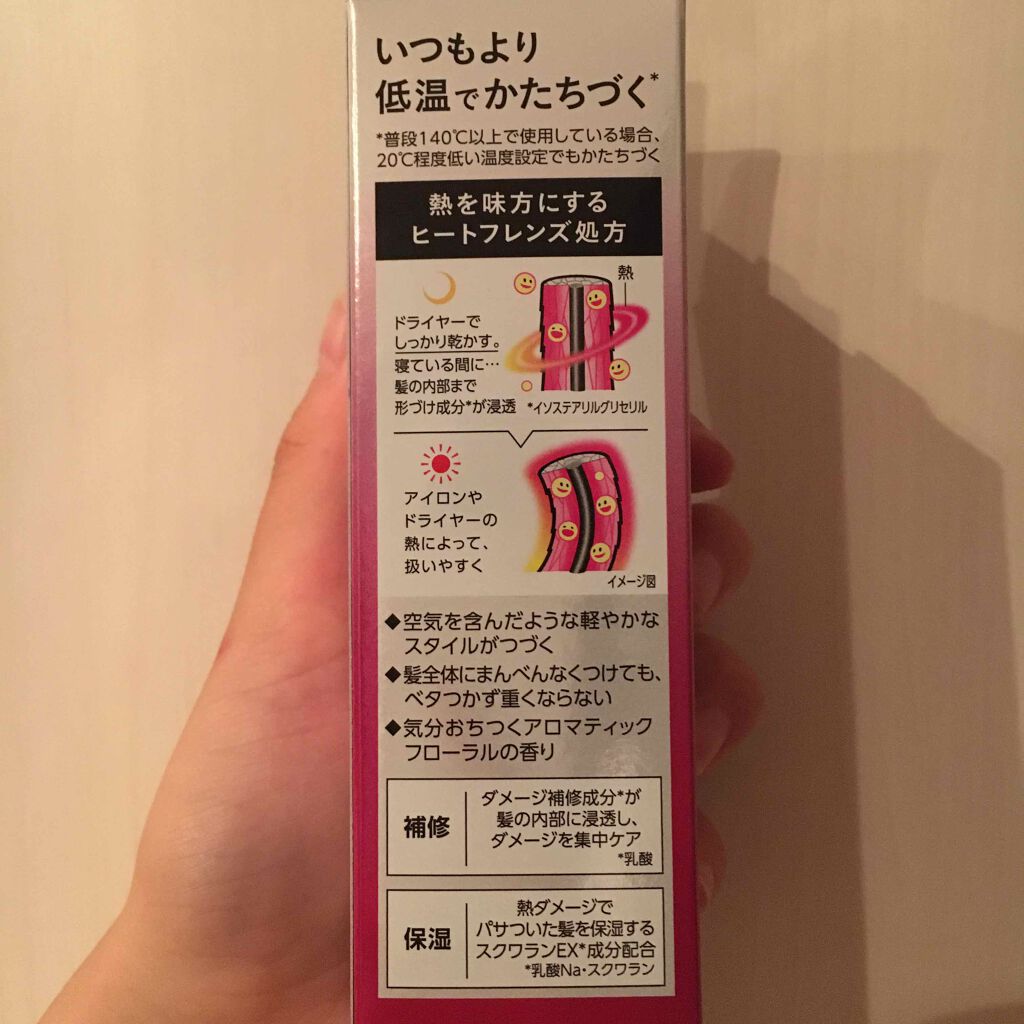 いつもより
低温でかたちづく*
*普段140℃以上で使用している場合、
20℃程度低い温度設定でもかたちづく
熱を味方にする
ヒートフレンズ処方
熱
ドライヤーで
しっかり乾かす。
寝ている間に…
髪の内部まで
形づけ成分*が浸透
*イソステアリルグリセリル
アイロンや
ドライヤーの
熱によって、
扱いやすく
イメージ図
◆空気を含んだような軽やかな
スタイルがつづく
◆髪全体にまんべんなくつけても、
ベタつかず重くならない
◆気分おちつくアロマティック
フローラルの香り
補修
ダメージ補修成分*が
髪の内部に浸透し、
ダメージを集中ケア
*乳酸
保湿
熱ダメージで
パサついた髪を保湿する
スクワランEX*成分配合
*乳酸Na・スクワラン